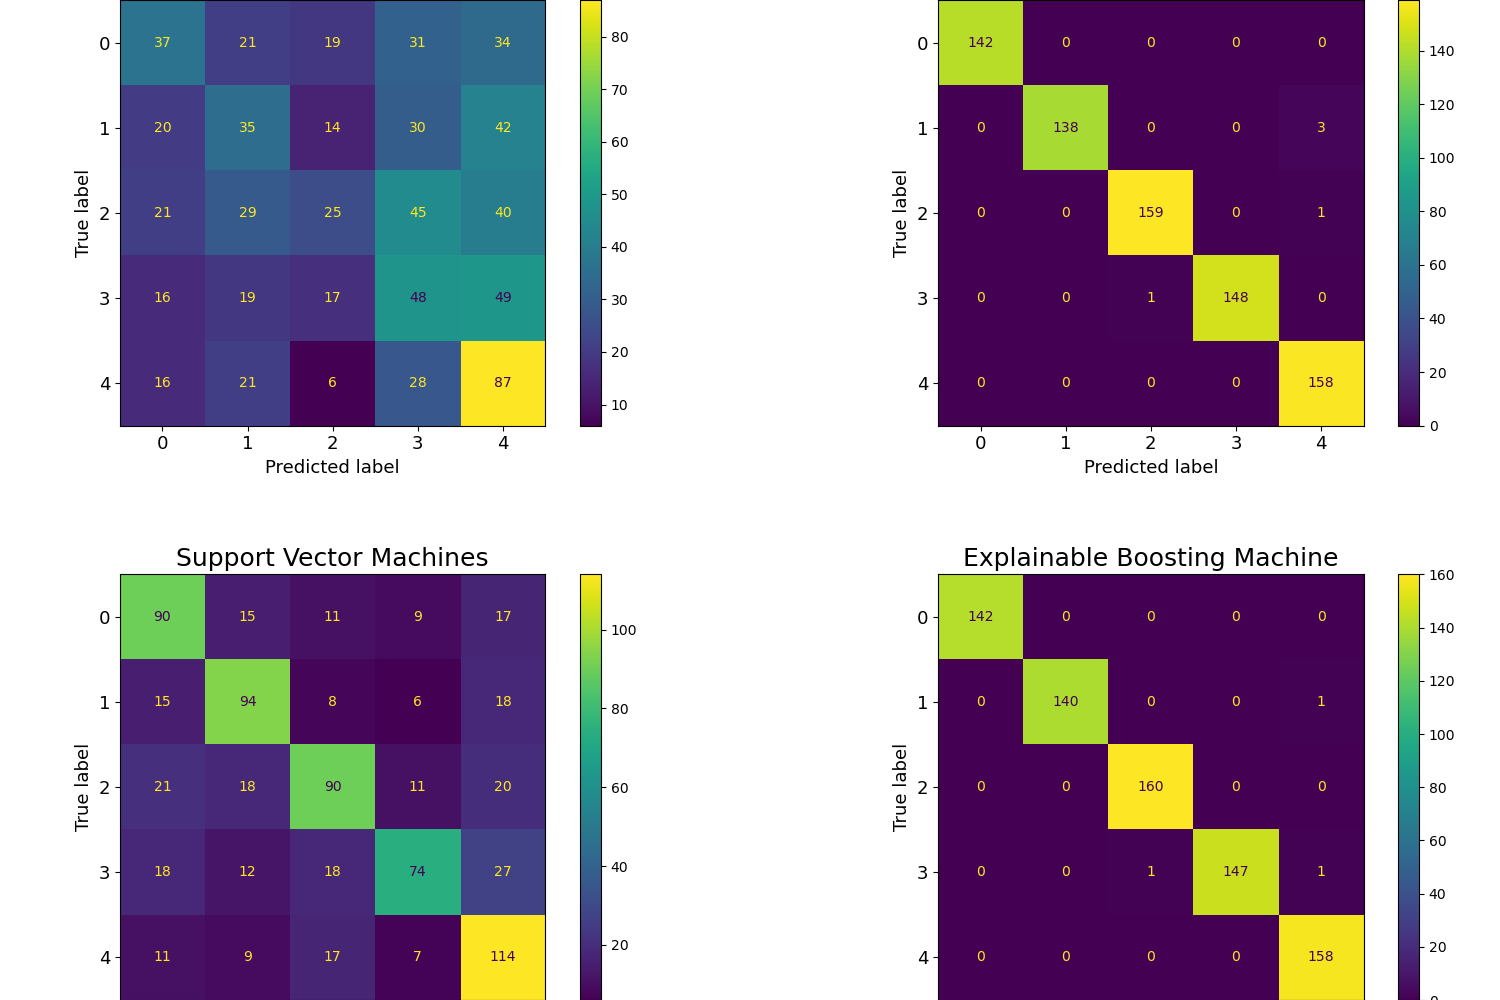 0 37 21 19 31 34
1 20 35 14 30 42
2 21 29 25 45 40
3 16 19 17 48 49
4 16 21 6 28 87
0 1 2 3 4
Predicted label
True label
80
70
60
50
40
30
20
10
0 142 0 0 0 0
1 0 138 0 0 3
2 0 0 159 0 1
3 0 0 1 148 0
4 0 0 0 0 158
0 1 2 3 4
Predicted label
True label
140
120
100
80
60
40
20
0
Support Vector Machines
0 90 15 11 9 17
1 15 94 8 6 18
2 21 18 90 11 20
3 18 12 18 74 27
4 11 9 17 7 114
True label
100
80
60
40
20
Explainable Boosting Machine
0 142 0 0 0 0
1 0 140 0 0 1
2 0 0 160 0 0
3 0 0 1 147 1
4 0 0 0 0 158
True label
160
140
120
100
80
60
40
20
0